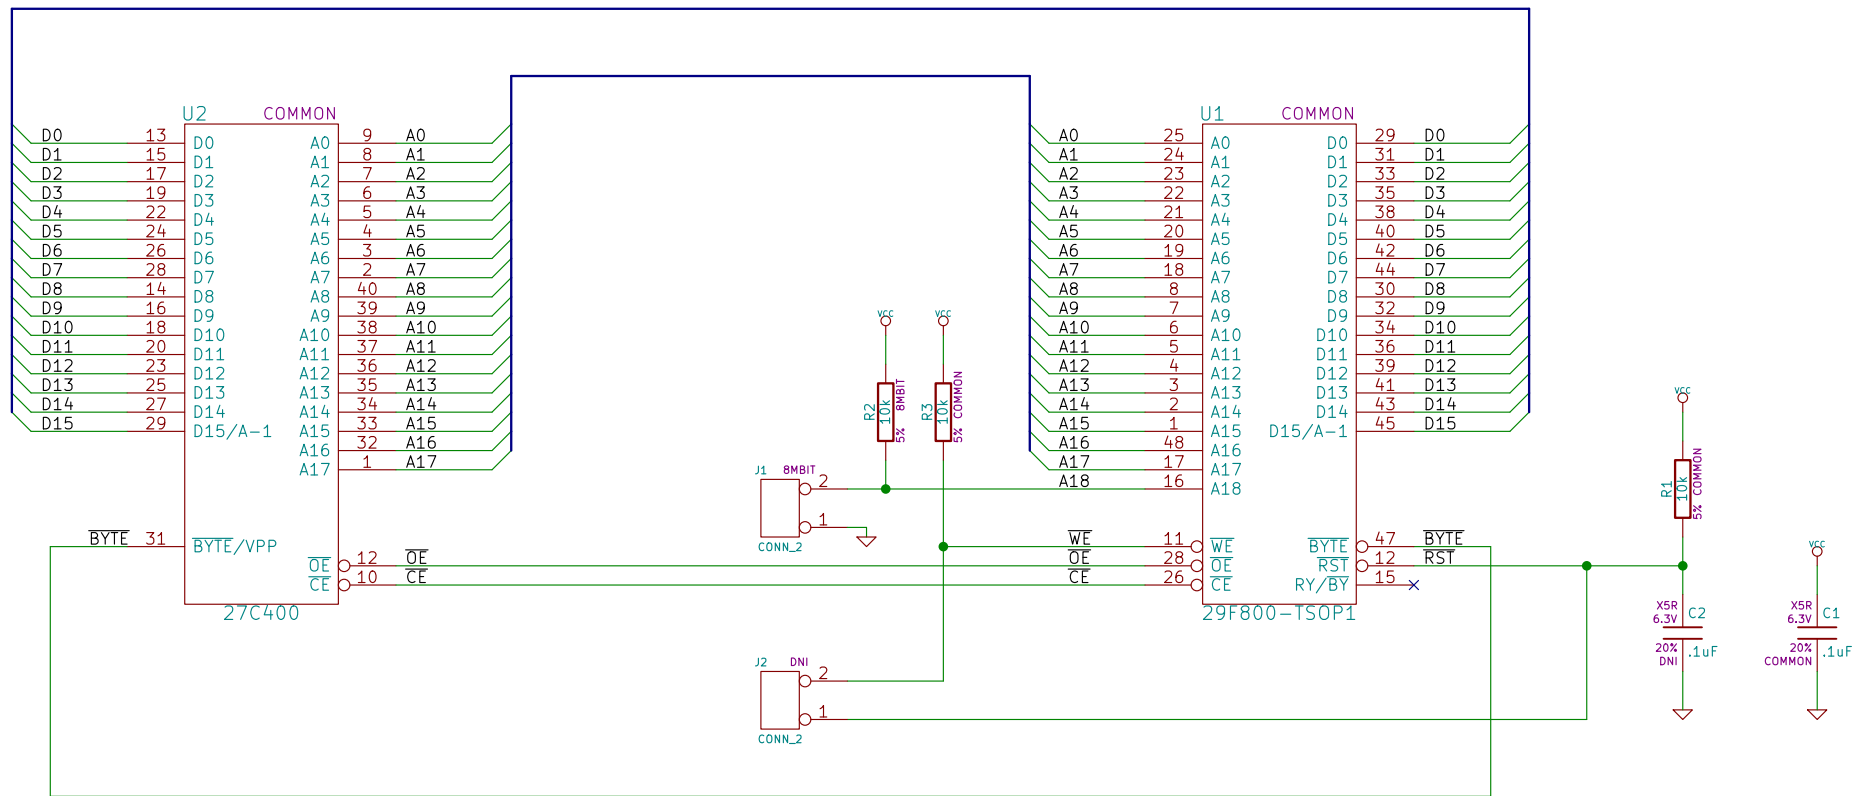 U2 COMMON
D0 13 D0 A0 9 A0
D1 15 D1 A1 8 A1
D2 17 D2 A2 7 A2
D3 19 D3 A3 6 A3
D4 22 D4 A4 5 A4
D5 24 D5 A5 4 A5
D6 26 D6 A6 3 A6
D7 28 D7 A7 2 A7
D8 14 D8 A8 40 A8
D9 16 D9 A9 39 A9
D10 18 D10 A10 38 A10
D11 20 D11 A11 37 A11
D12 23 D12 A12 36 A12
D13 25 D13 A13 35 A13
D14 27 D14 A14 34 A14
D15 29 D15/A-1 A15 33 A15
A16 32 A16
A17 1 A17
BYTE 31 BYTE/VPP
OE 12 OE
CE 10 CE
27C400
VCC
R2
10k
5% 8MBIT
VCC
R3
10k
5% COMMON
J1 8MBIT
2
1
CONN_2
J2 DNI
2
1
CONN_2
U1 COMMON
A0 25 A0 D0 29 D0
A1 24 A1 D1 31 D1
A2 23 A2 D2 33 D2
A3 22 A3 D3 35 D3
A4 21 A4 D4 38 D4
A5 20 A5 D5 40 D5
A6 19 A6 D6 42 D6
A7 18 A7 D7 44 D7
A8 8 A8 D8 30 D8
A9 7 A9 D9 32 D9
A10 6 A10 D10 34 D10
A11 5 A11 D11 36 D11
A12 4 A12 D12 39 D12
A13 3 A13 D13 41 D13
A14 2 A14 D14 43 D14
A15 1 A15 D15/A-1 45 D15
A16 48 A16
A17 17 A17
A18 16 A18
WE 11 WE BYTE 47 BYTE
OE 28 OE RST 12 RST
CE 26 CE RY/BY 15
29F800-TSOP1
VCC
R1
10k
5% COMMON
X5R C2
6.3V
20% .1uF
DNI
VCC
X5R C1
6.3V
20% .1uF
COMMON